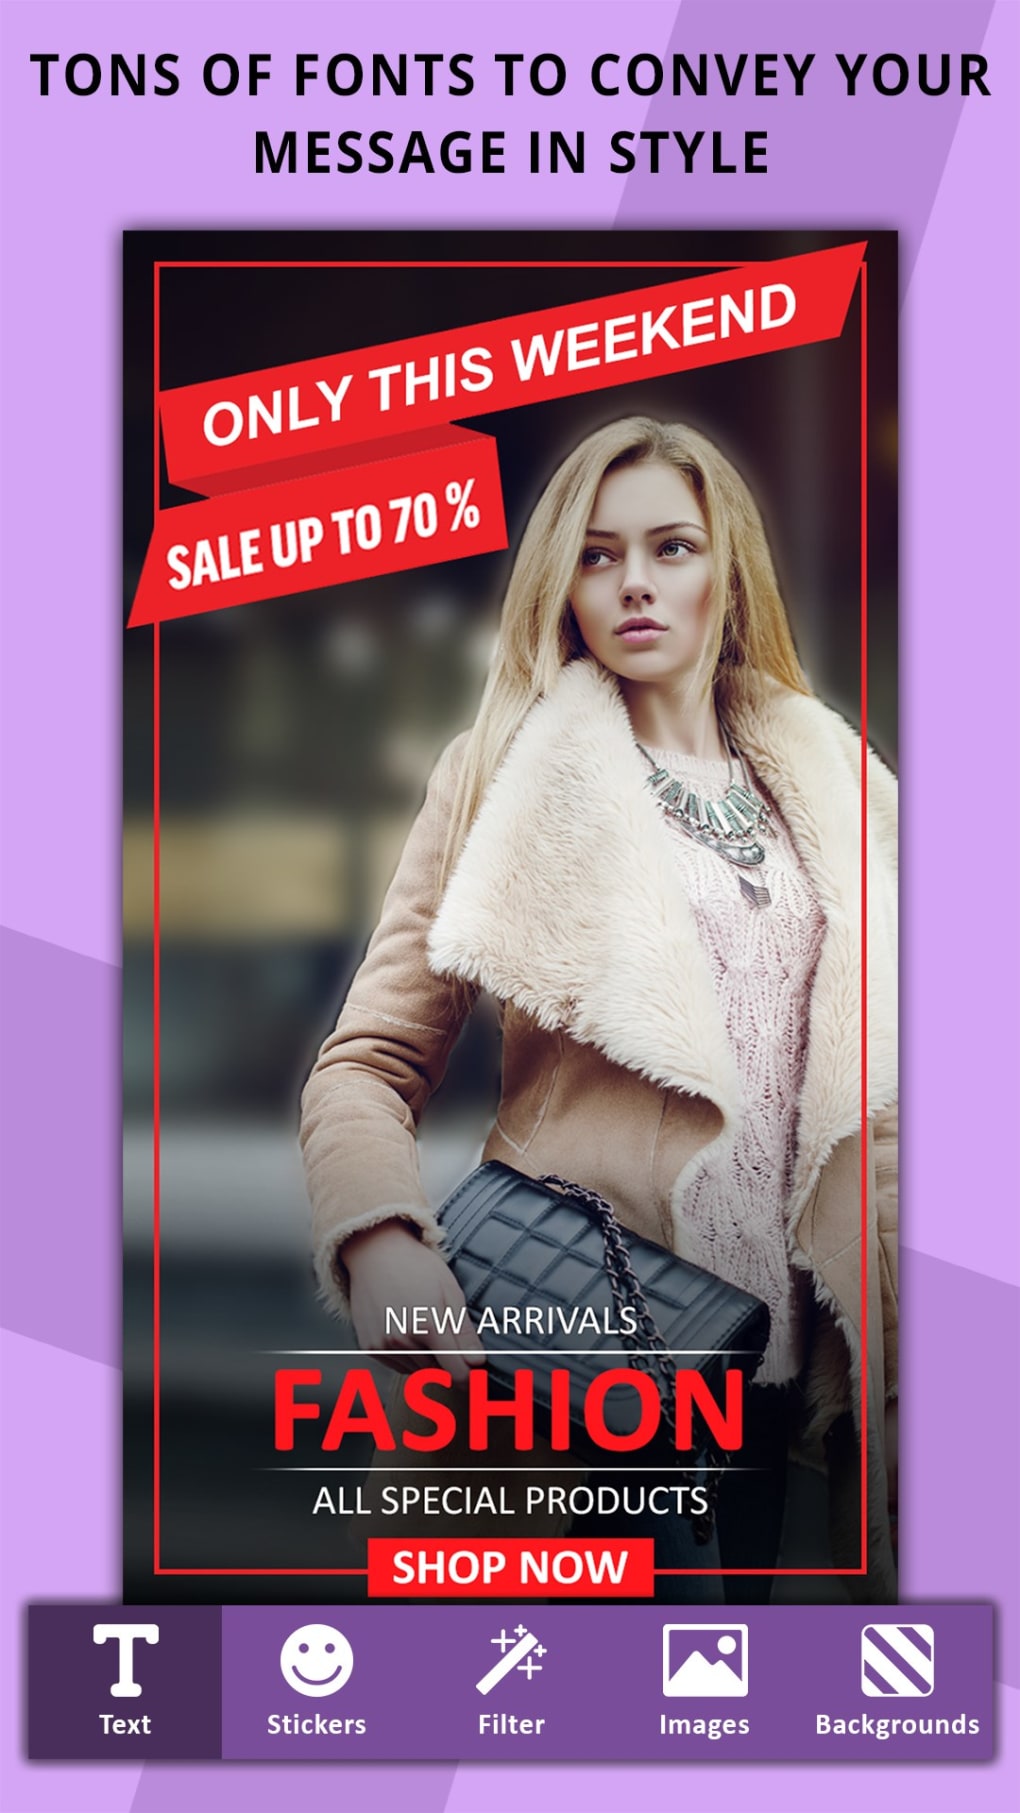 TONS OF FONTS TO CONVEY YOUR
MESSAGE IN STYLE
ONLY THIS WEEKEND
SALE UP TO 70 %
NEW ARRIVALS
FASHION
ALL SPECIAL PRODUCTS
SHOP NOW
Text
Stickers
Filter
Images
Backgrounds